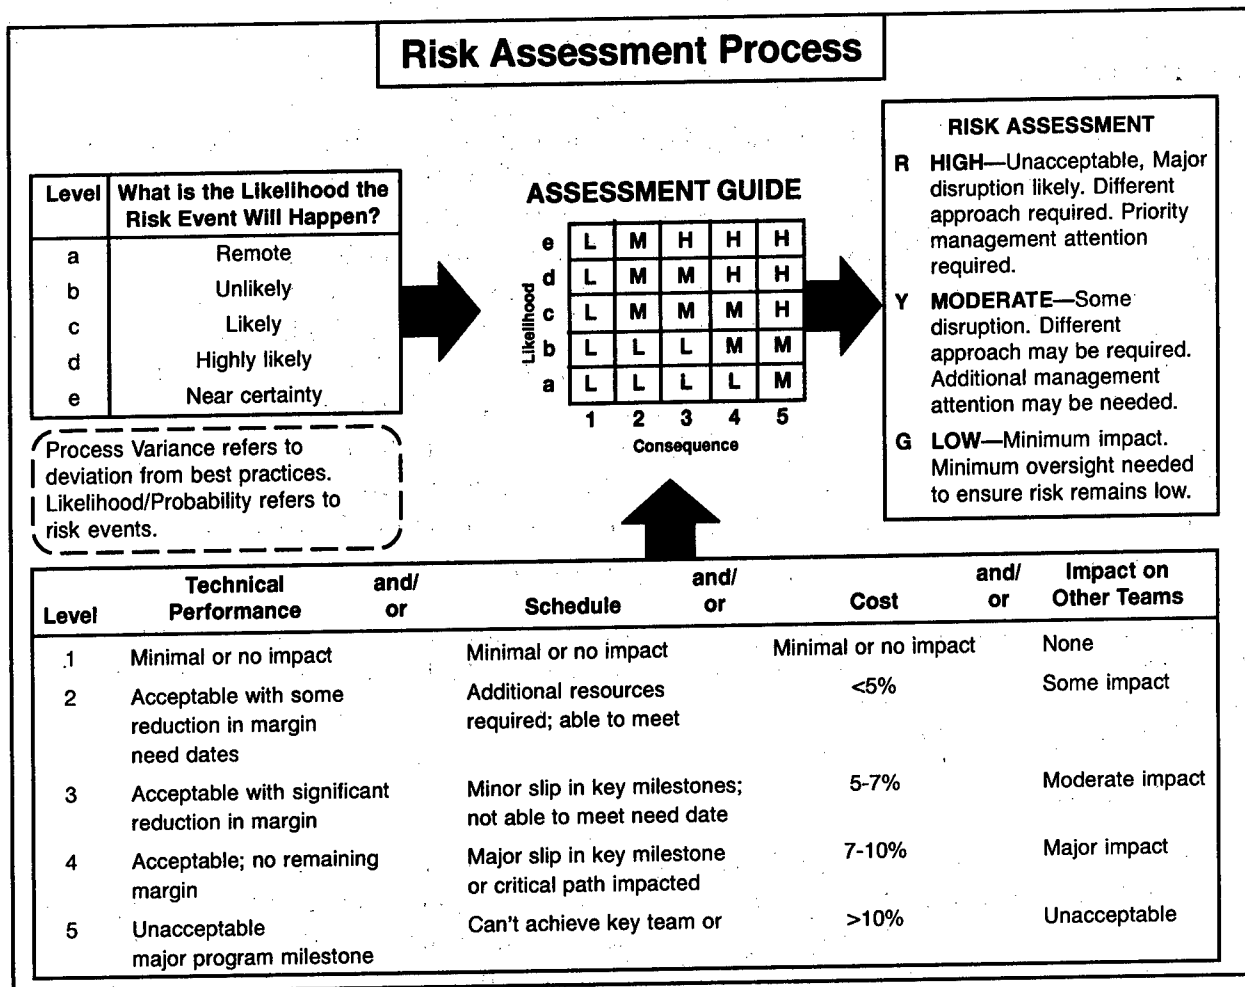 Risk Assessment Process
Level What is the Likelihood the
Risk Event Will Happen?
a Remote
b Unlikely
c Likely
d Highly likely
e Near certainty
Process Variance refers to
deviation from best practices.
Likelihood/Probability refers to
risk events.
ASSESSMENT GUIDE
Likelihood
e L M H H H
d L M M H H
c L M M M H
b L L L M M
a L L L L M
1 2 3 4 5
Consequence
RISK ASSESSMENT
R HIGH—Unacceptable, Major
disruption likely. Different
approach required. Priority
management attention
required.
Y MODERATE—Some
disruption. Different
approach may be required.
Additional management
attention may be needed.
G LOW—Minimum impact.
Minimum oversight needed
to ensure risk remains low.
Level Technical Performance and/or Schedule and/or Cost and/or Impact on Other Teams
1 Minimal or no impact Minimal or no impact Minimal or no impact None
2 Acceptable with some Additional resources <5% Some impact
reduction in margin required; able to meet
need dates
3 Acceptable with significant Minor slip in key milestones; 5-7% Moderate impact
reduction in margin not able to meet need date
4 Acceptable; no remaining Major slip in key milestone 7-10% Major impact
margin or critical path impacted
5 Unacceptable Can't achieve key team or >10% Unacceptable
major program milestone